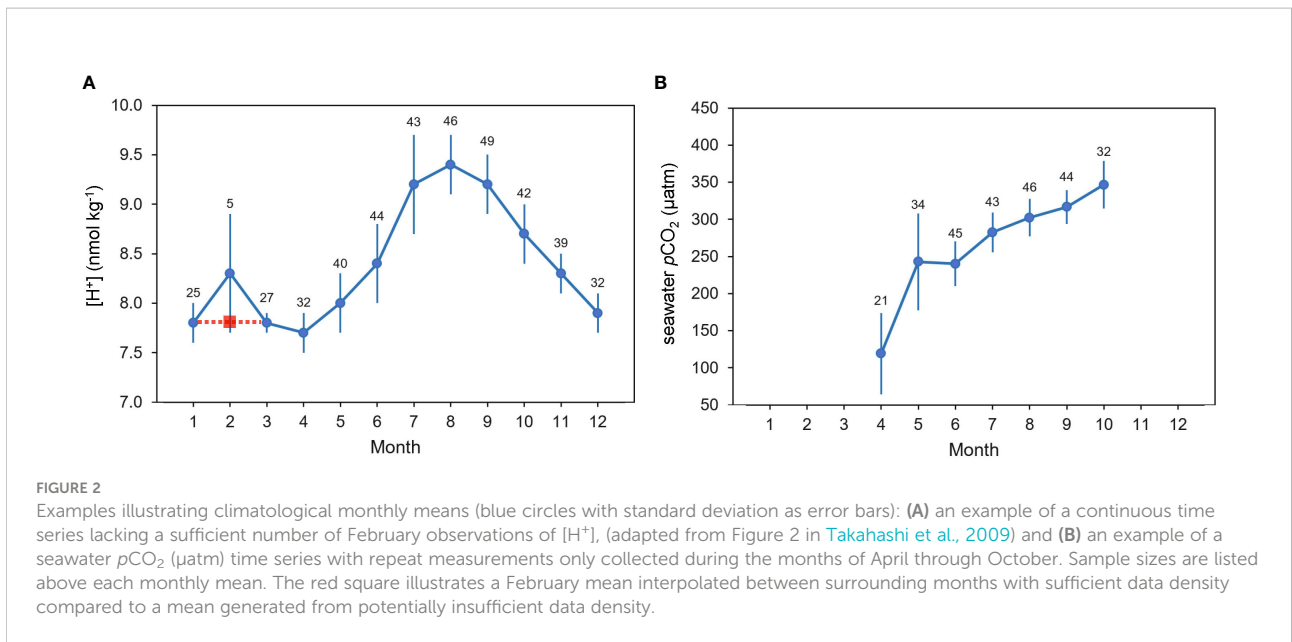 A
B
10.0
9.5
9.0
8.5
8.0
7.5
7.0
[H⁺] (nmol kg⁻¹)
25
5
27
32
40
44
43
46
49
42
39
32
1 2 3 4 5 6 7 8 9 10 11 12
Month
450
400
350
300
250
200
150
100
50
seawater pCO₂ (µatm)
21
34
45
43
46
44
32
1 2 3 4 5 6 7 8 9 10 11 12
Month
FIGURE 2
Examples illustrating climatological monthly means (blue circles with standard deviation as error bars): (A) an example of a continuous time
series lacking a sufficient number of February observations of [H⁺], (adapted from Figure 2 in Takahashi et al., 2009) and (B) an example of a
seawater pCO₂ (µatm) time series with repeat measurements only collected during the months of April through October. Sample sizes are listed
above each monthly mean. The red square illustrates a February mean interpolated between surrounding months with sufficient data density
compared to a mean generated from potentially insufficient data density.